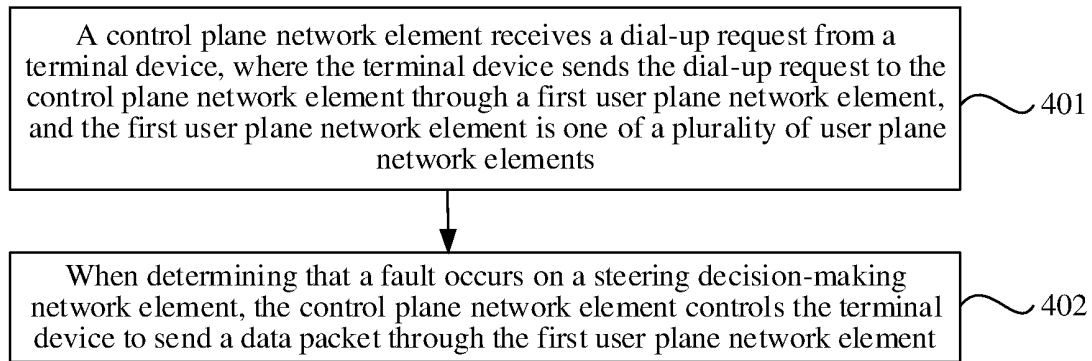 A control plane network element receives a dial-up request from a
terminal device, where the terminal device sends the dial-up request to the
control plane network element through a first user plane network element,
and the first user plane network element is one of a plurality of user plane
network elements
401
When determining that a fault occurs on a steering decision-making
network element, the control plane network element controls the terminal
device to send a data packet through the first user plane network element
402